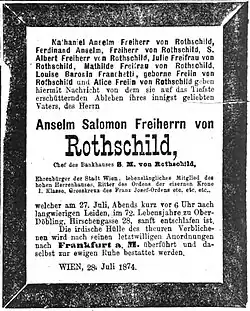 Nathaniel Anselm Freiherr von Rothschild,
Ferdinand Anselm, Freiherr von Rothschild, S.
Albert Freiherr von Rothschild, Julie Freifrau von
Rothschild, Mathilde Freifrau von Rothschild,
Louise Baronin Franchetti, geborne Freiin von
Rothschild und Alice Freiin von Rothschild geben
hiermit Nachricht von dem sie auf das Tiefste
erschütternden Ableben ihres innigst geliebten
Vaters, des Herrn
Anselm Salomon Freiherrn von
Rothschild,
Chef des Bankhauses S. M. von Rothschild,
Ehrenbürger der Stadt Wien, lebenslängliches Mitglied des
hohen Herrenhauses, Ritter des Ordens der eisernen Krone
I. Klasse, Grosskreuz des Franz Josef-Ordens etc. etc. etc.,
welcher am 27. Juli, Abends kurz vor 6 Uhr nach
langwierigen Leiden, im 72. Lebensjahre zu Ober-
Döbling, Hirschengasse 28, sanft entschlafen ist.
Die irdische Hülle des theuren Verbliche-
nen wird nach seinen letztwilligen Anordnungen
nach Frankfurt a. M. überführt und da-
selbst zur ewigen Ruhe bestattet werden.
WIEN, 28. Juli 1874.